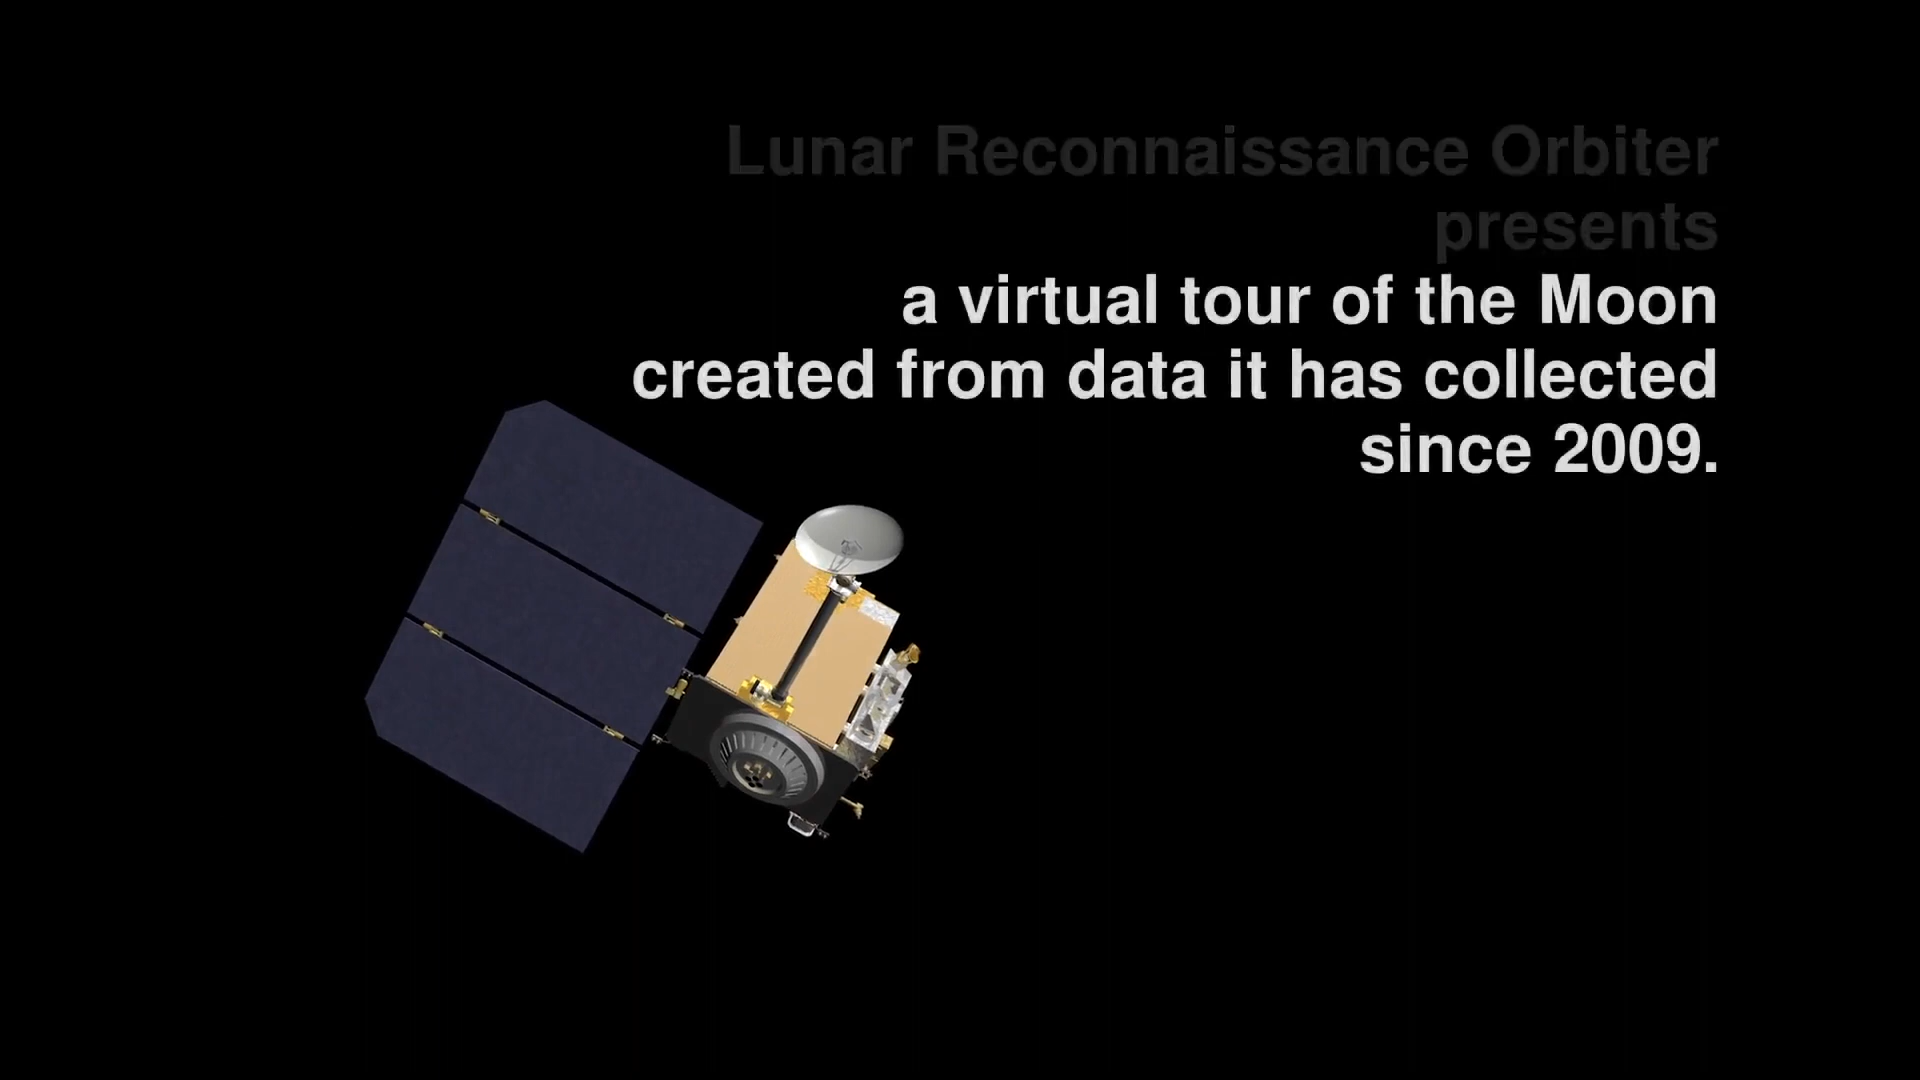 Lunar Reconnaissance Orbiter
presents
a virtual tour of the Moon
created from data it has collected
since 2009.